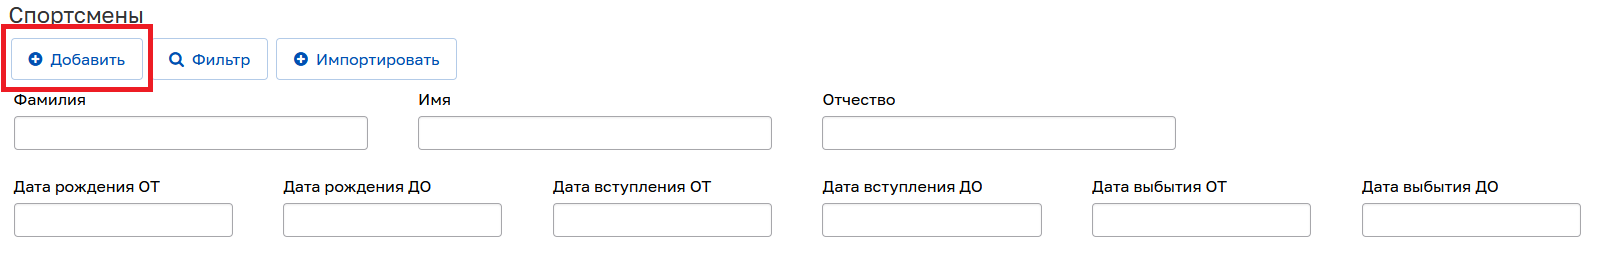 Спортсмены
Добавить Фильтр Импортировать
Фамилия Имя Отчество
Дата рождения ОТ Дата рождения ДО Дата вступления ОТ Дата вступления ДО Дата выбытия ОТ Дата выбытия ДО